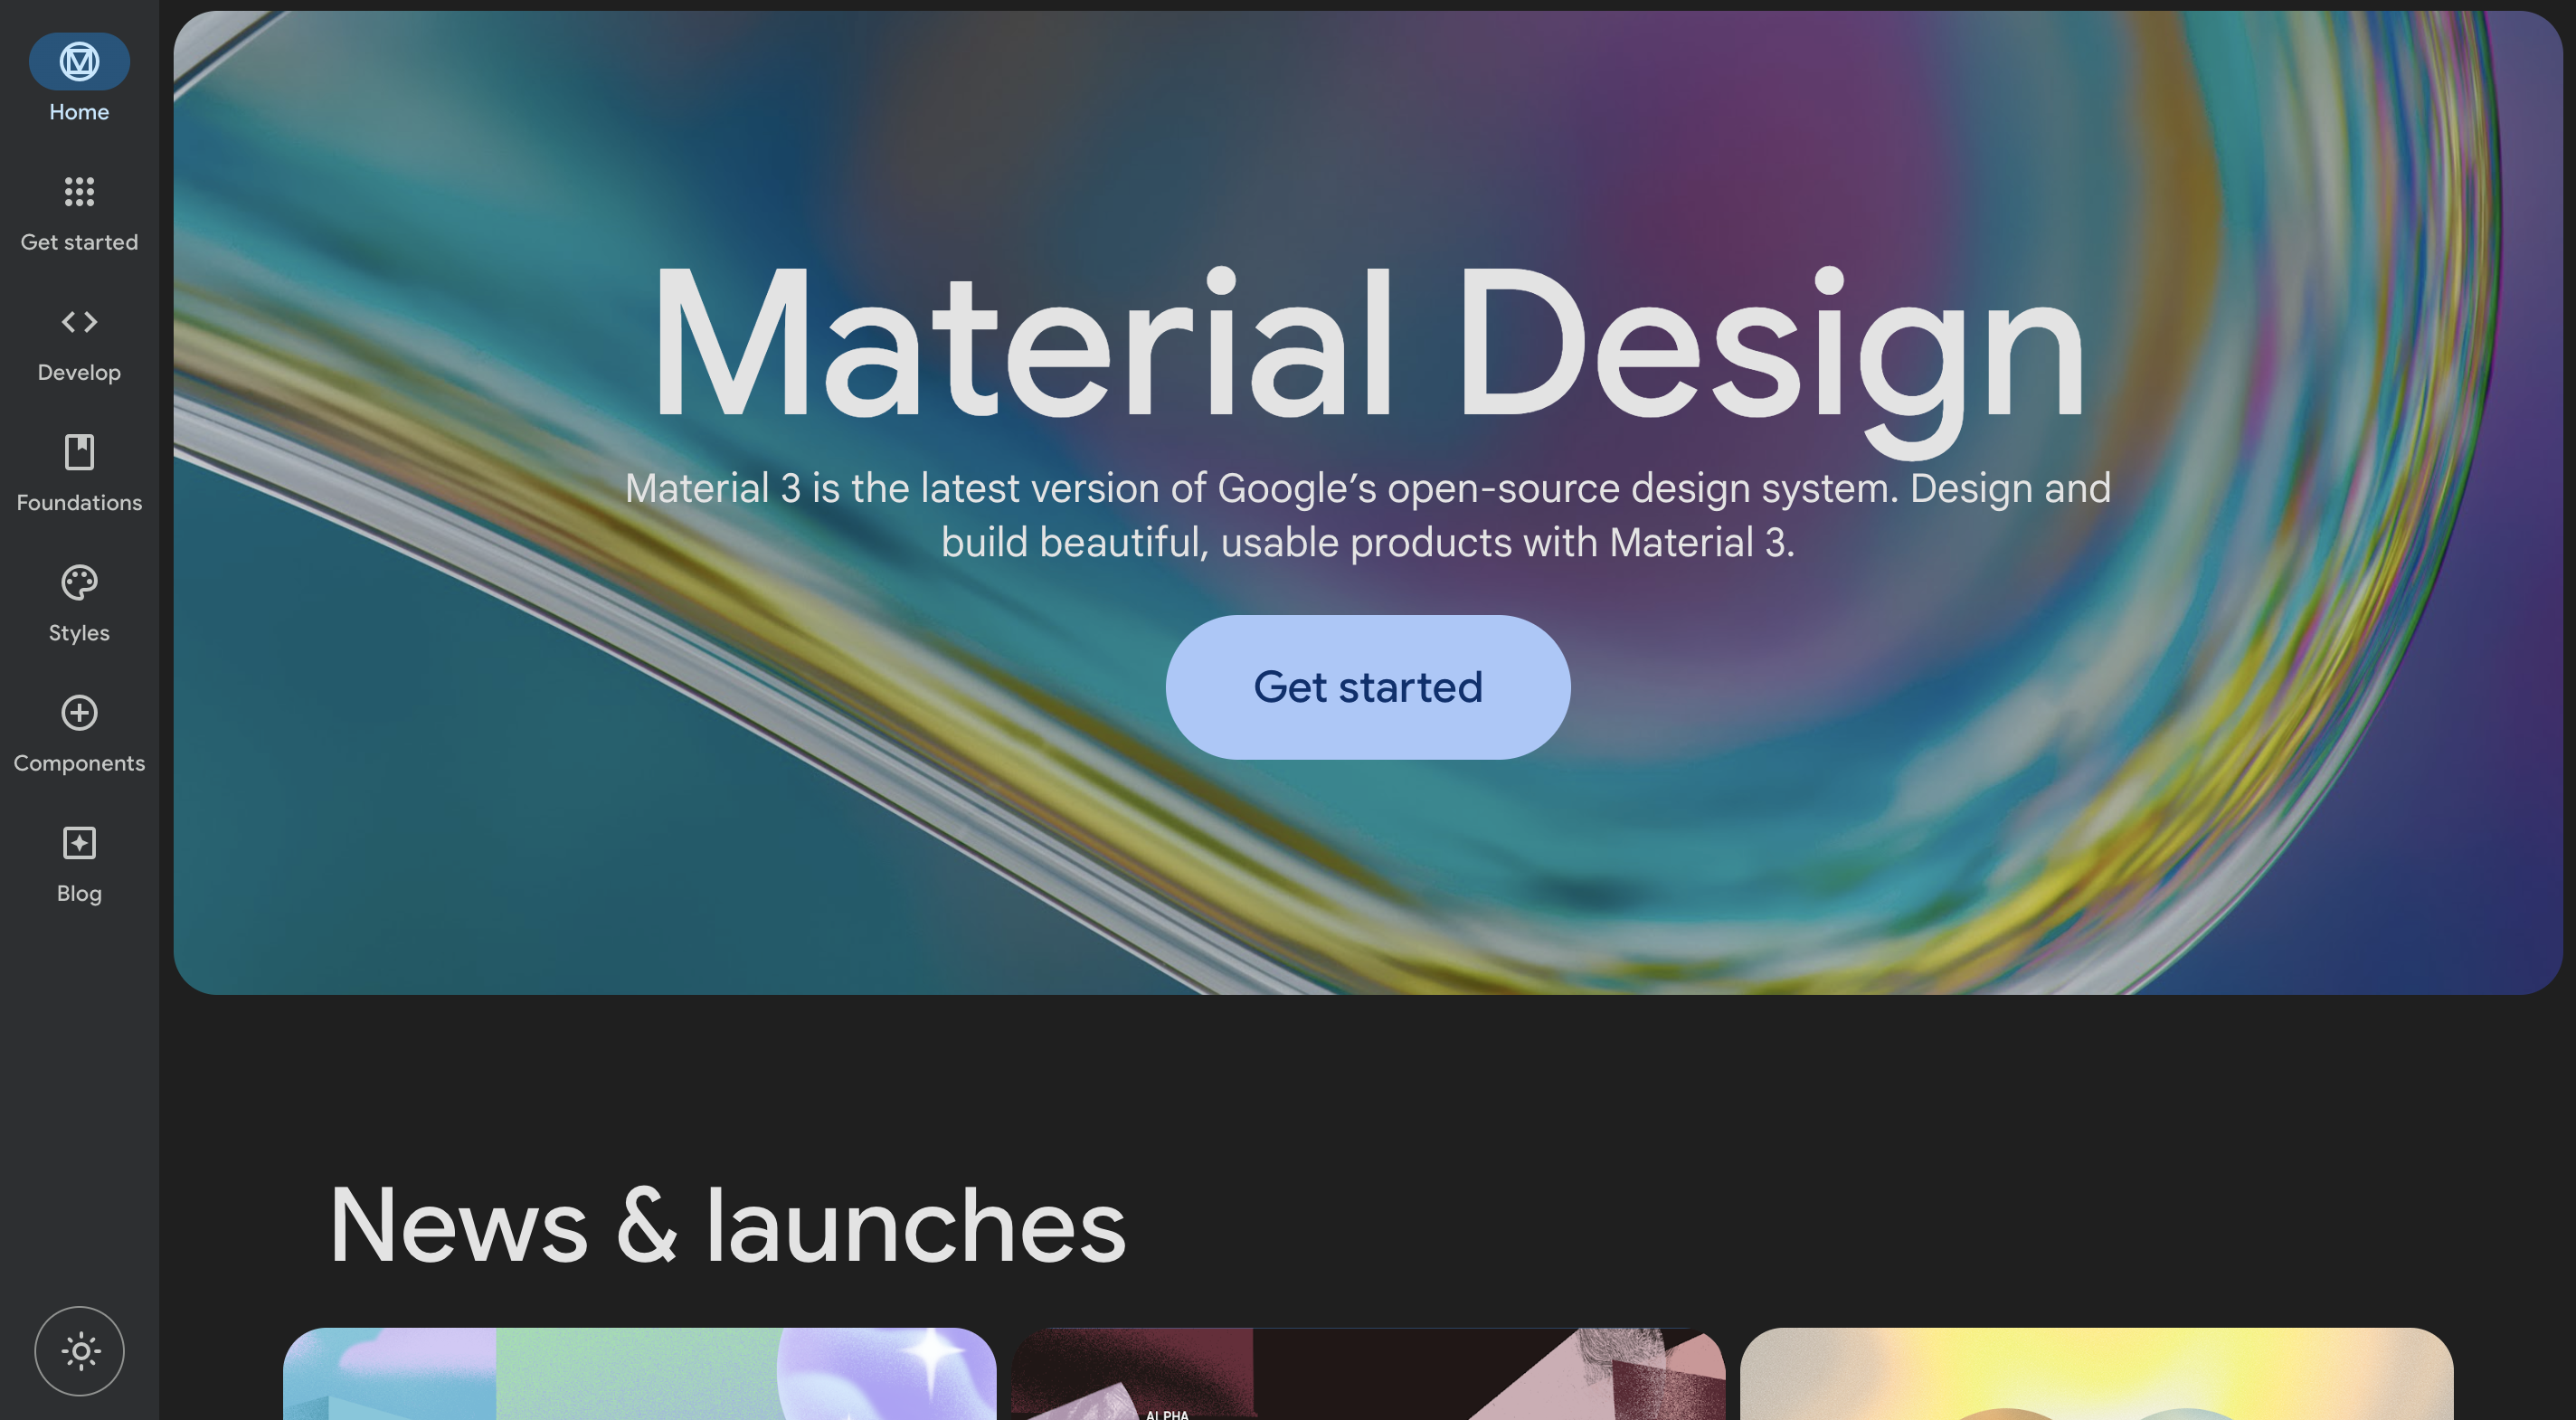 Home
Get started
Develop
Foundations
Styles
Components
Blog
Material Design
Material 3 is the latest version of Google’s open-source design system. Design and
build beautiful, usable products with Material 3.
Get started
News & launches
ALPHA